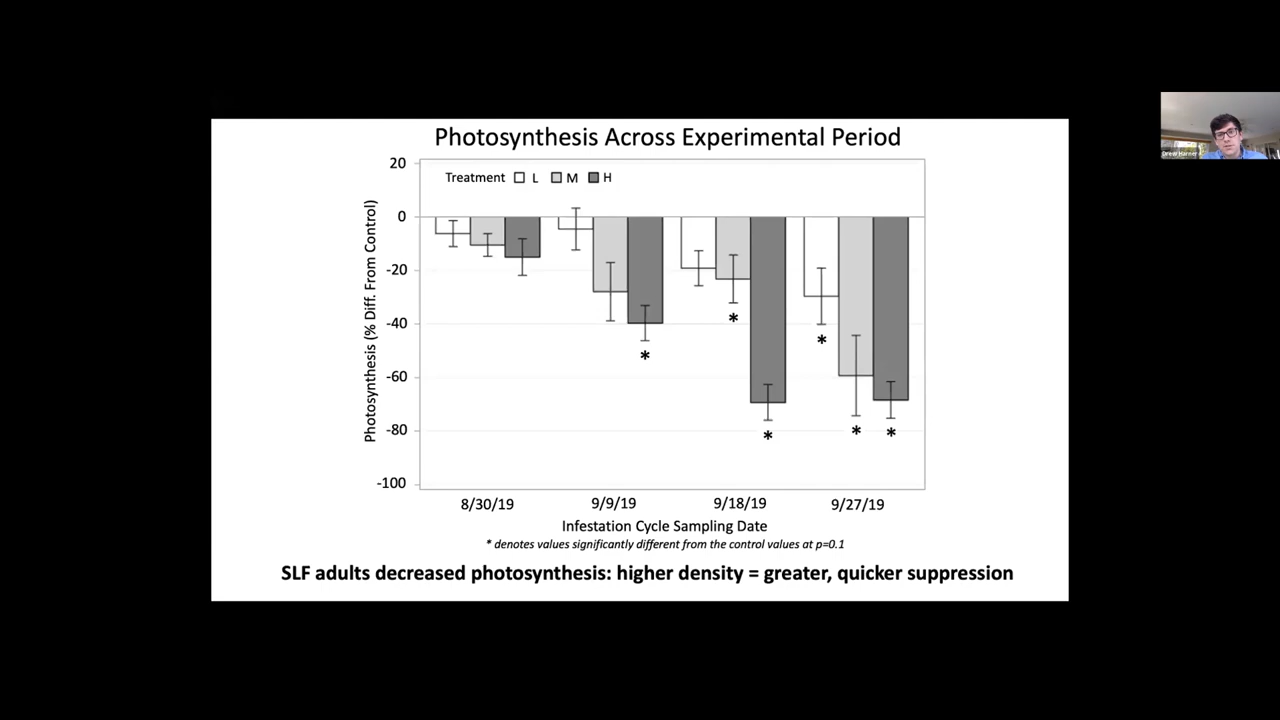 Photosynthesis Across Experimental Period
Treatment L M H
Photosynthesis (% Diff. From Control)
20
0
-20
-40
-60
-80
-100
*
*
*
*
*
*
8/30/19 9/9/19 9/18/19 9/27/19
Infestation Cycle Sampling Date
* denotes values significantly different from the control values at p=0.1
SLF adults decreased photosynthesis: higher density = greater, quicker suppression
Drew Harner